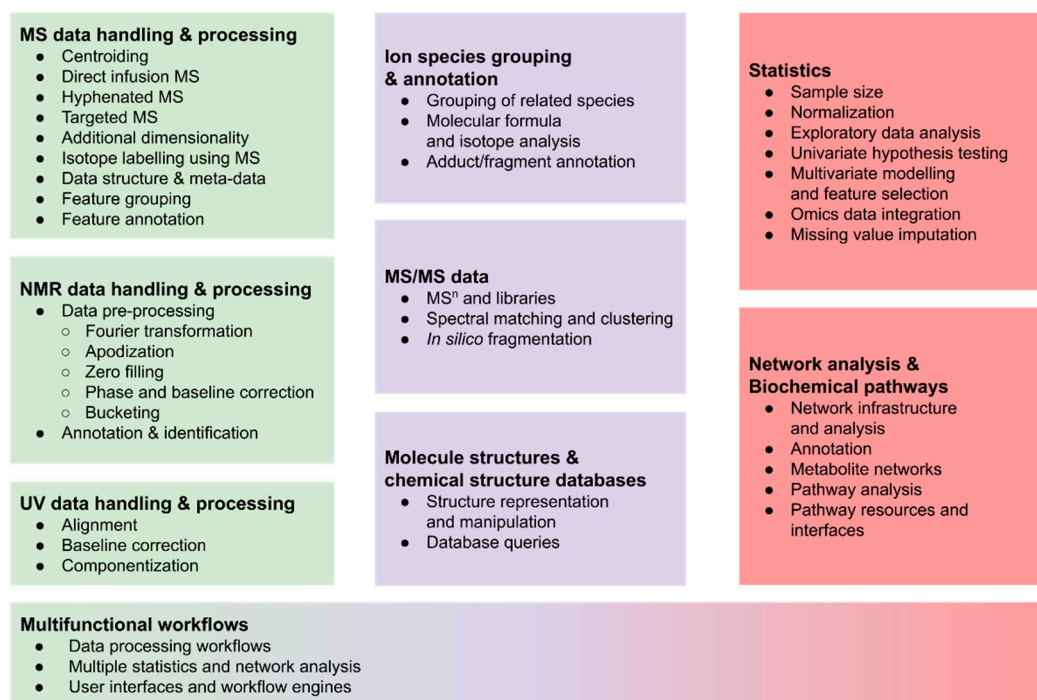 MS data handling & processing
● Centroiding
● Direct infusion MS
● Hyphenated MS
● Targeted MS
● Additional dimensionality
● Isotope labelling using MS
● Data structure & meta-data
● Feature grouping
● Feature annotation
NMR data handling & processing
● Data pre-processing
○ Fourier transformation
○ Apodization
○ Zero filling
○ Phase and baseline correction
○ Bucketing
● Annotation & identification
UV data handling & processing
● Alignment
● Baseline correction
● Componentization
Ion species grouping
& annotation
● Grouping of related species
● Molecular formula
and isotope analysis
● Adduct/fragment annotation
MS/MS data
● MSⁿ and libraries
● Spectral matching and clustering
● In silico fragmentation
Molecule structures &
chemical structure databases
● Structure representation
and manipulation
● Database queries
Statistics
● Sample size
● Normalization
● Exploratory data analysis
● Univariate hypothesis testing
● Multivariate modelling
and feature selection
● Omics data integration
● Missing value imputation
Network analysis &
Biochemical pathways
● Network infrastructure
and analysis
● Annotation
● Metabolite networks
● Pathway analysis
● Pathway resources and
interfaces
Multifunctional workflows
● Data processing workflows
● Multiple statistics and network analysis
● User interfaces and workflow engines